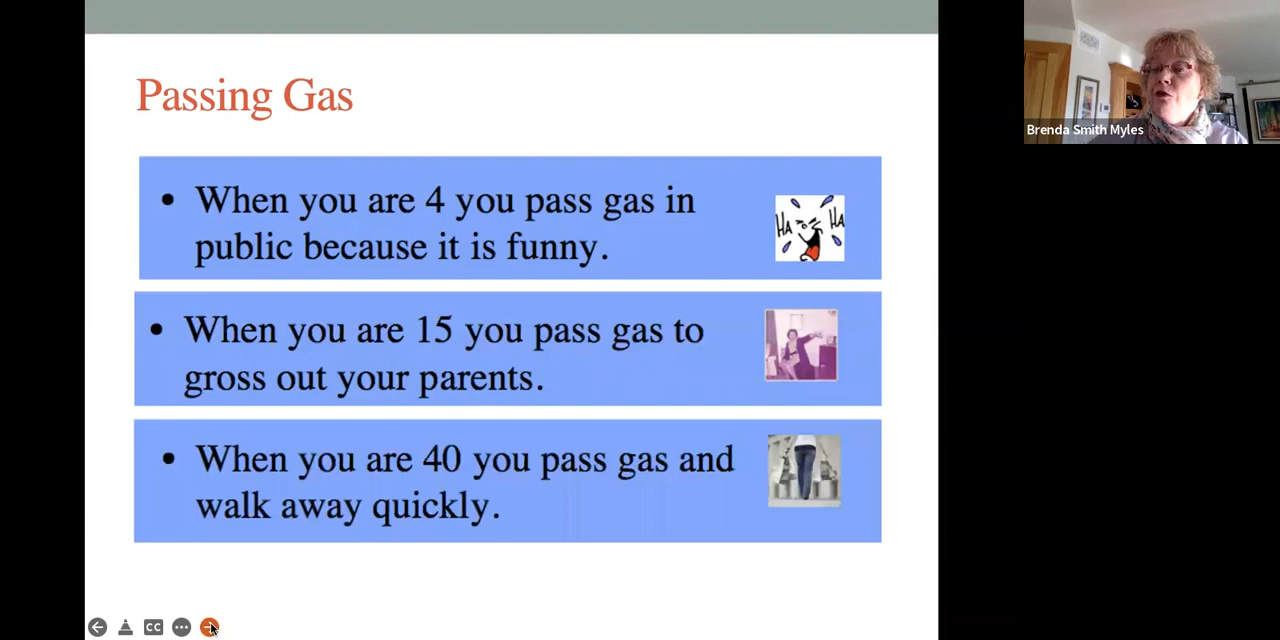 Passing Gas
• When you are 4 you pass gas in
public because it is funny.
HA HA
• When you are 15 you pass gas to
gross out your parents.
• When you are 40 you pass gas and
walk away quickly.
Brenda Smith Myles
CC